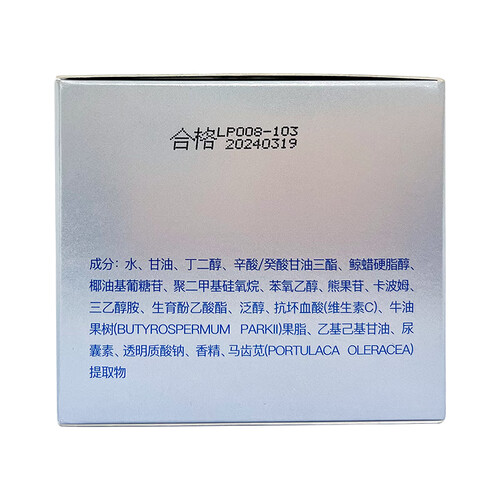 合格 LP008-103
20240319
成分：水、甘油、丁二醇、辛酸/癸酸甘油三酯、鲸蜡硬脂醇、
椰油基葡糖苷、聚二甲基硅氧烷、苯氧乙醇、熊果苷、卡波姆、
三乙醇胺、生育酚乙酸酯、泛醇、抗坏血酸(维生素C)、牛油
果树(BUTYROSPERMUM PARKII)果脂、乙基己基甘油、尿
囊素、透明质酸钠、香精、马齿苋(PORTULACA OLERACEA)
提取物